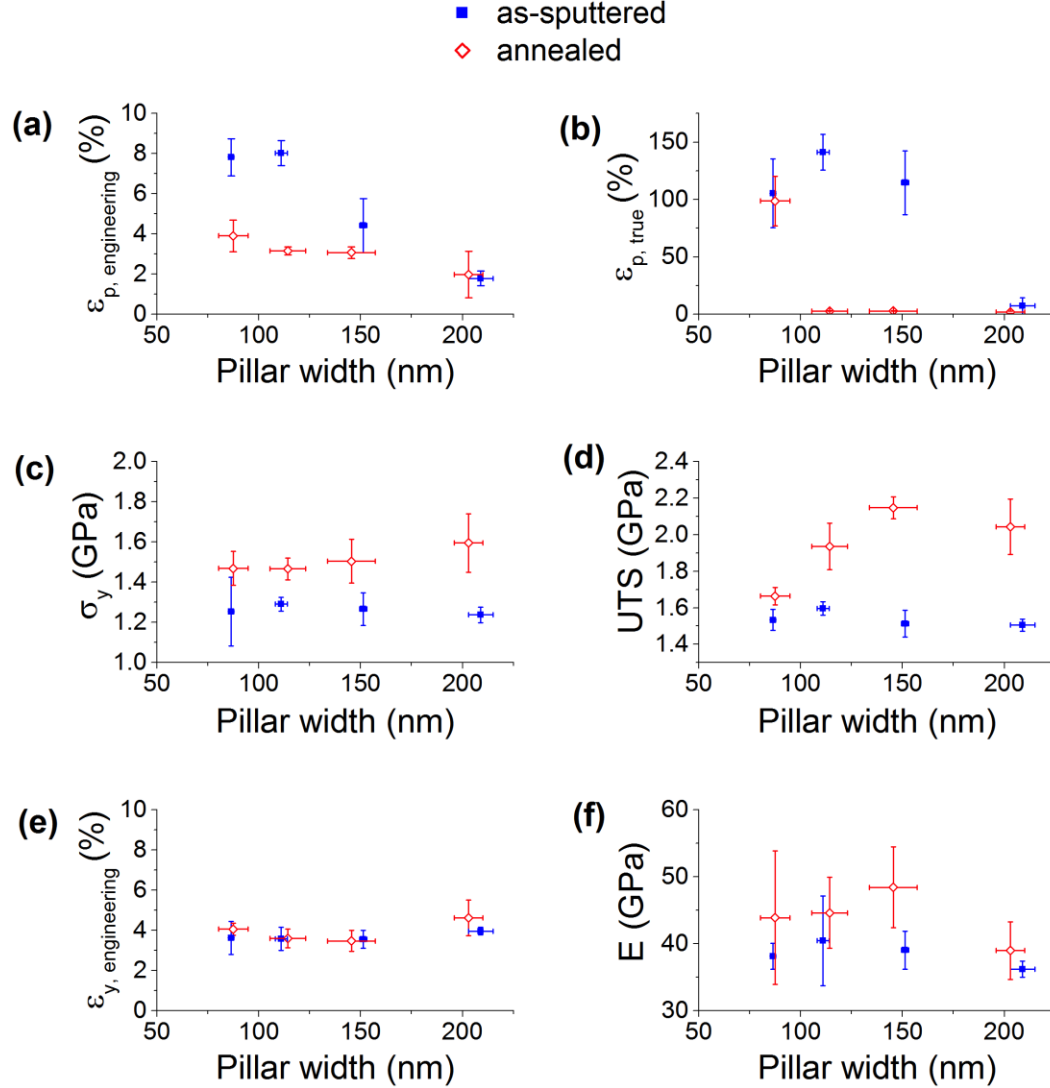 as-sputtered
annealed
(a)
10
8
6
4
2
0
εp, engineering (%)
50 100 150 200
Pillar width (nm)
(b)
150
100
50
0
εp, true (%)
50 100 150 200
Pillar width (nm)
(c)
2.0
1.8
1.6
1.4
1.2
1.0
σy (GPa)
50 100 150 200
Pillar width (nm)
(d)
2.4
2.2
2.0
1.8
1.6
1.4
UTS (GPa)
50 100 150 200
Pillar width (nm)
(e)
10
8
6
4
2
0
εy, engineering (%)
50 100 150 200
Pillar width (nm)
(f)
60
50
40
30
E (GPa)
50 100 150 200
Pillar width (nm)